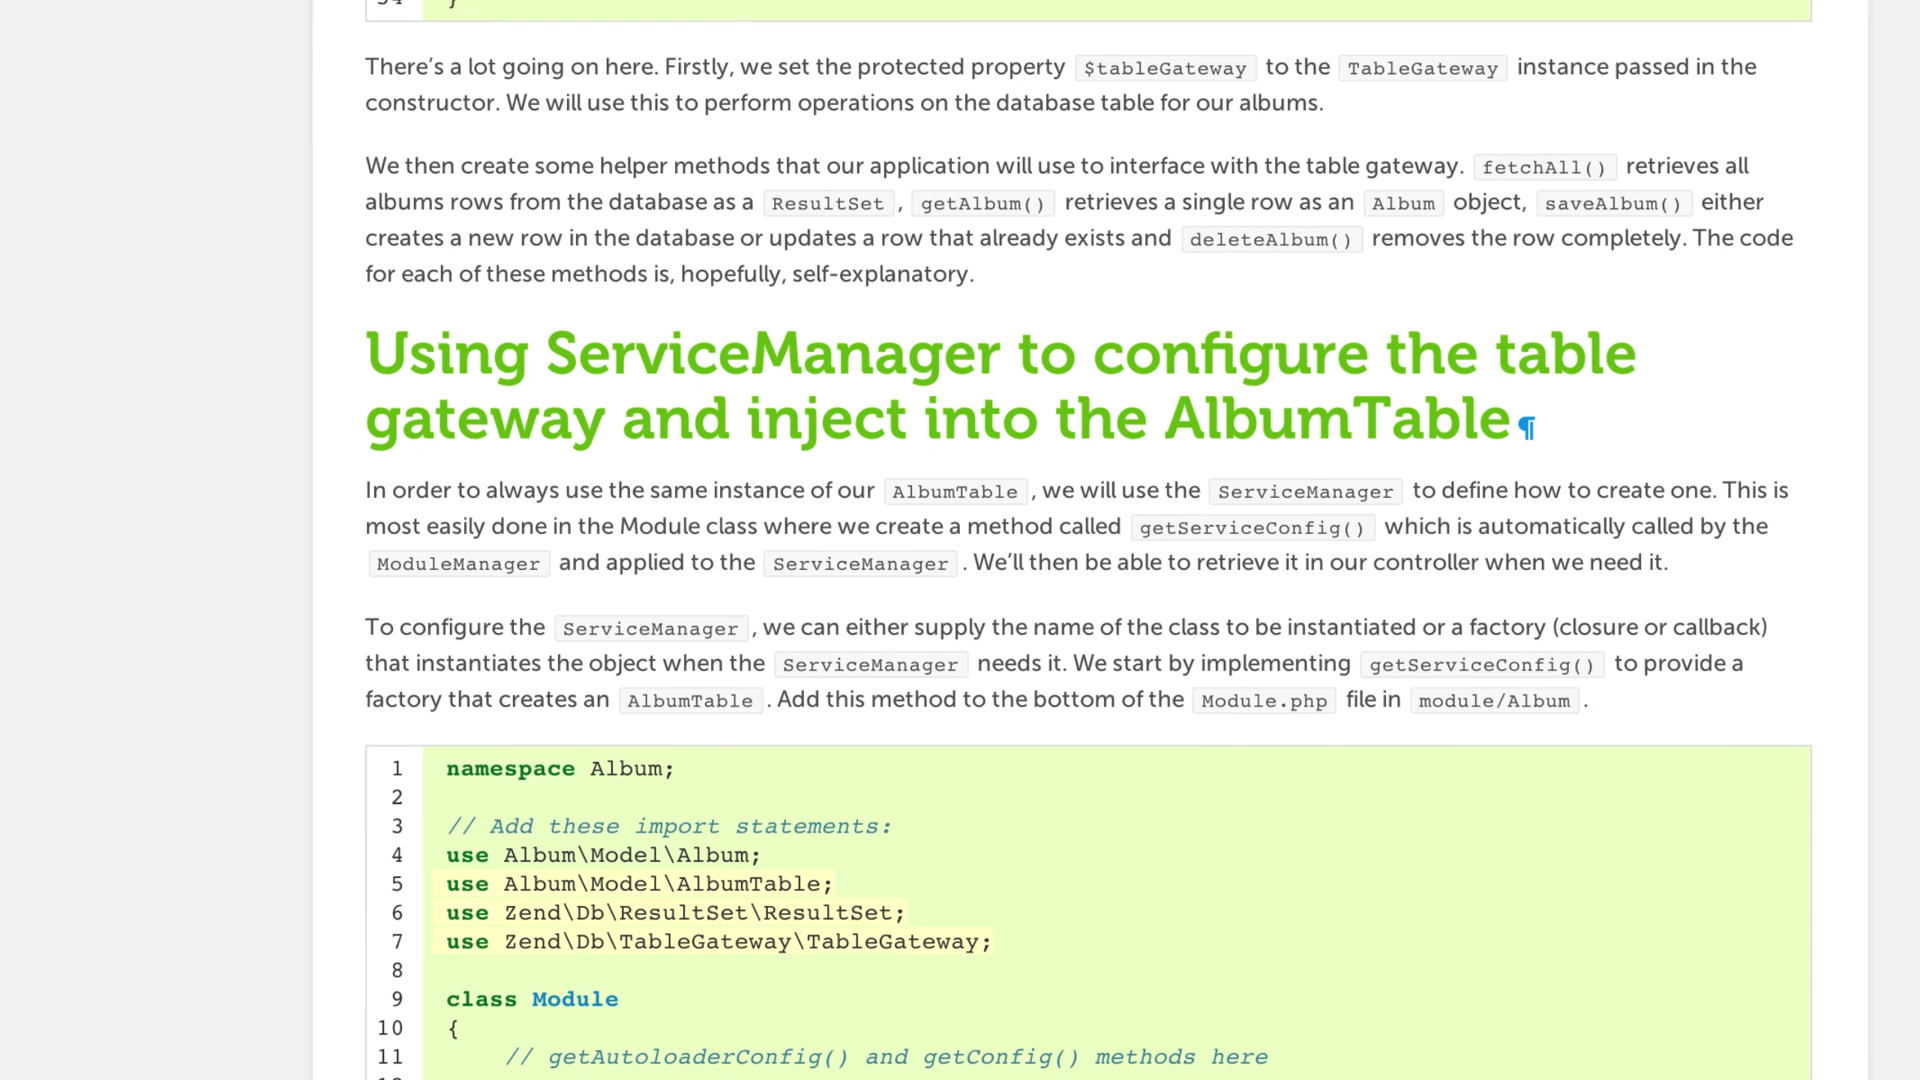 }
There’s a lot going on here. Firstly, we set the protected property $tableGateway to the TableGateway instance passed in the
constructor. We will use this to perform operations on the database table for our albums.
We then create some helper methods that our application will use to interface with the table gateway. fetchAll() retrieves all
albums rows from the database as a ResultSet , getAlbum() retrieves a single row as an Album object, saveAlbum() either
creates a new row in the database or updates a row that already exists and deleteAlbum() removes the row completely. The code
for each of these methods is, hopefully, self-explanatory.
Using ServiceManager to configure the table
gateway and inject into the AlbumTable¶
In order to always use the same instance of our AlbumTable , we will use the ServiceManager to define how to create one. This is
most easily done in the Module class where we create a method called getServiceConfig() which is automatically called by the
ModuleManager and applied to the ServiceManager . We’ll then be able to retrieve it in our controller when we need it.
To configure the ServiceManager , we can either supply the name of the class to be instantiated or a factory (closure or callback)
that instantiates the object when the ServiceManager needs it. We start by implementing getServiceConfig() to provide a
factory that creates an AlbumTable . Add this method to the bottom of the Module.php file in module/Album .
1 namespace Album;
2
3 // Add these import statements:
4 use Album\Model\Album;
5 use Album\Model\AlbumTable;
6 use Zend\Db\ResultSet\ResultSet;
7 use Zend\Db\TableGateway\TableGateway;
8
9 class Module
10 {
11 // getAutoloaderConfig() and getConfig() methods here